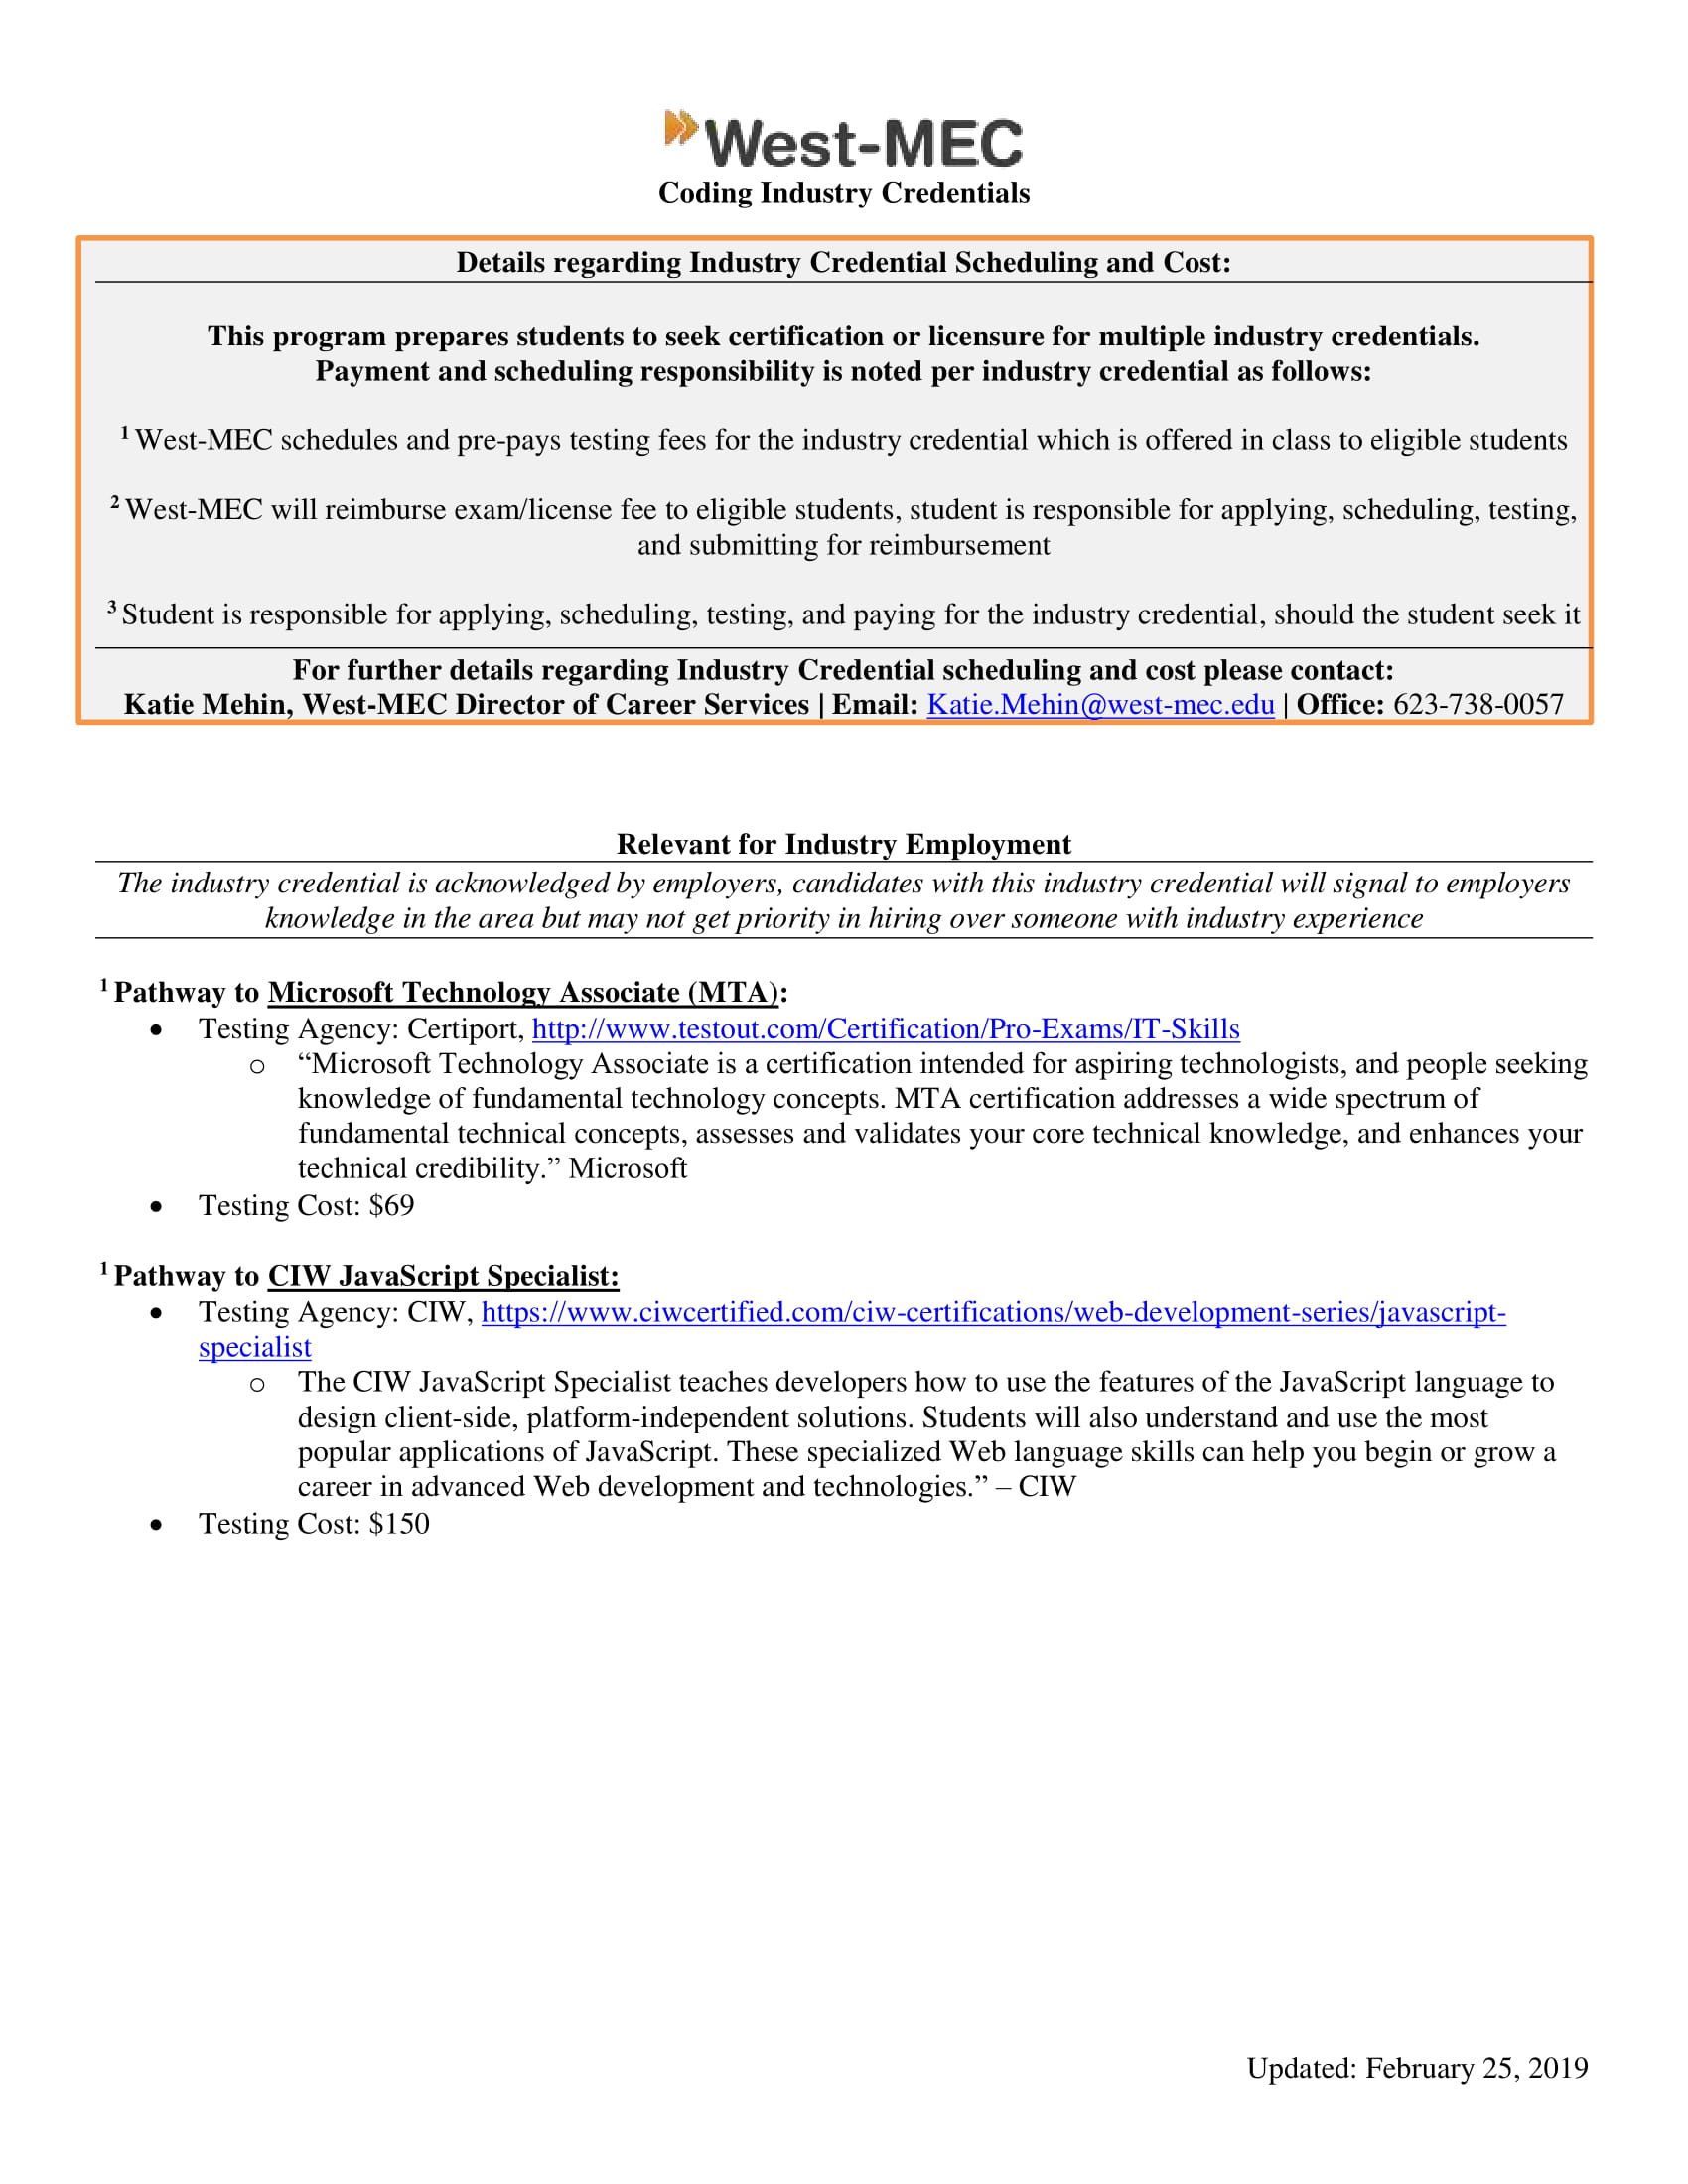 West-MEC
Coding Industry Credentials
Details regarding Industry Credential Scheduling and Cost:
This program prepares students to seek certification or licensure for multiple industry credentials.
Payment and scheduling responsibility is noted per industry credential as follows:
1 West-MEC schedules and pre-pays testing fees for the industry credential which is offered in class to eligible students
2 West-MEC will reimburse exam/license fee to eligible students, student is responsible for applying, scheduling, testing,
and submitting for reimbursement
3 Student is responsible for applying, scheduling, testing, and paying for the industry credential, should the student seek it
For further details regarding Industry Credential scheduling and cost please contact:
Katie Mehin, West-MEC Director of Career Services | Email: Katie.Mehin@west-mec.edu | Office: 623-738-0057
Relevant for Industry Employment
The industry credential is acknowledged by employers, candidates with this industry credential will signal to employers
knowledge in the area but may not get priority in hiring over someone with industry experience
1 Pathway to Microsoft Technology Associate (MTA):
• Testing Agency: Certiport, http://www.testout.com/Certification/Pro-Exams/IT-Skills
o “Microsoft Technology Associate is a certification intended for aspiring technologists, and people seeking
knowledge of fundamental technology concepts. MTA certification addresses a wide spectrum of
fundamental technical concepts, assesses and validates your core technical knowledge, and enhances your
technical credibility.” Microsoft
• Testing Cost: $69
1 Pathway to CIW JavaScript Specialist:
• Testing Agency: CIW, https://www.ciwcertified.com/ciw-certifications/web-development-series/javascript-
specialist
o The CIW JavaScript Specialist teaches developers how to use the features of the JavaScript language to
design client-side, platform-independent solutions. Students will also understand and use the most
popular applications of JavaScript. These specialized Web language skills can help you begin or grow a
career in advanced Web development and technologies.” – CIW
• Testing Cost: $150
Updated: February 25, 2019